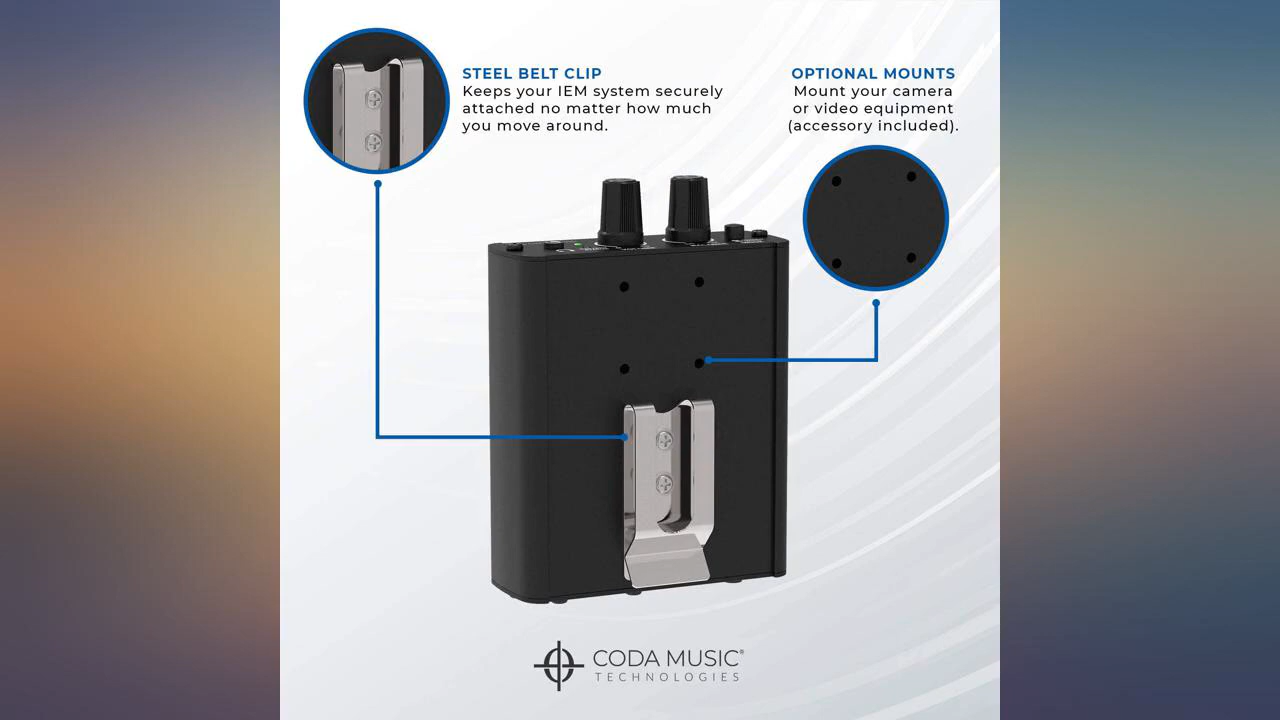 STEEL BELT CLIP
Keeps your IEM system securely
attached no matter how much
you move around.
OPTIONAL MOUNTS
Mount your camera
or video equipment
(accessory included).
CODA MUSIC®
TECHNOLOGIES